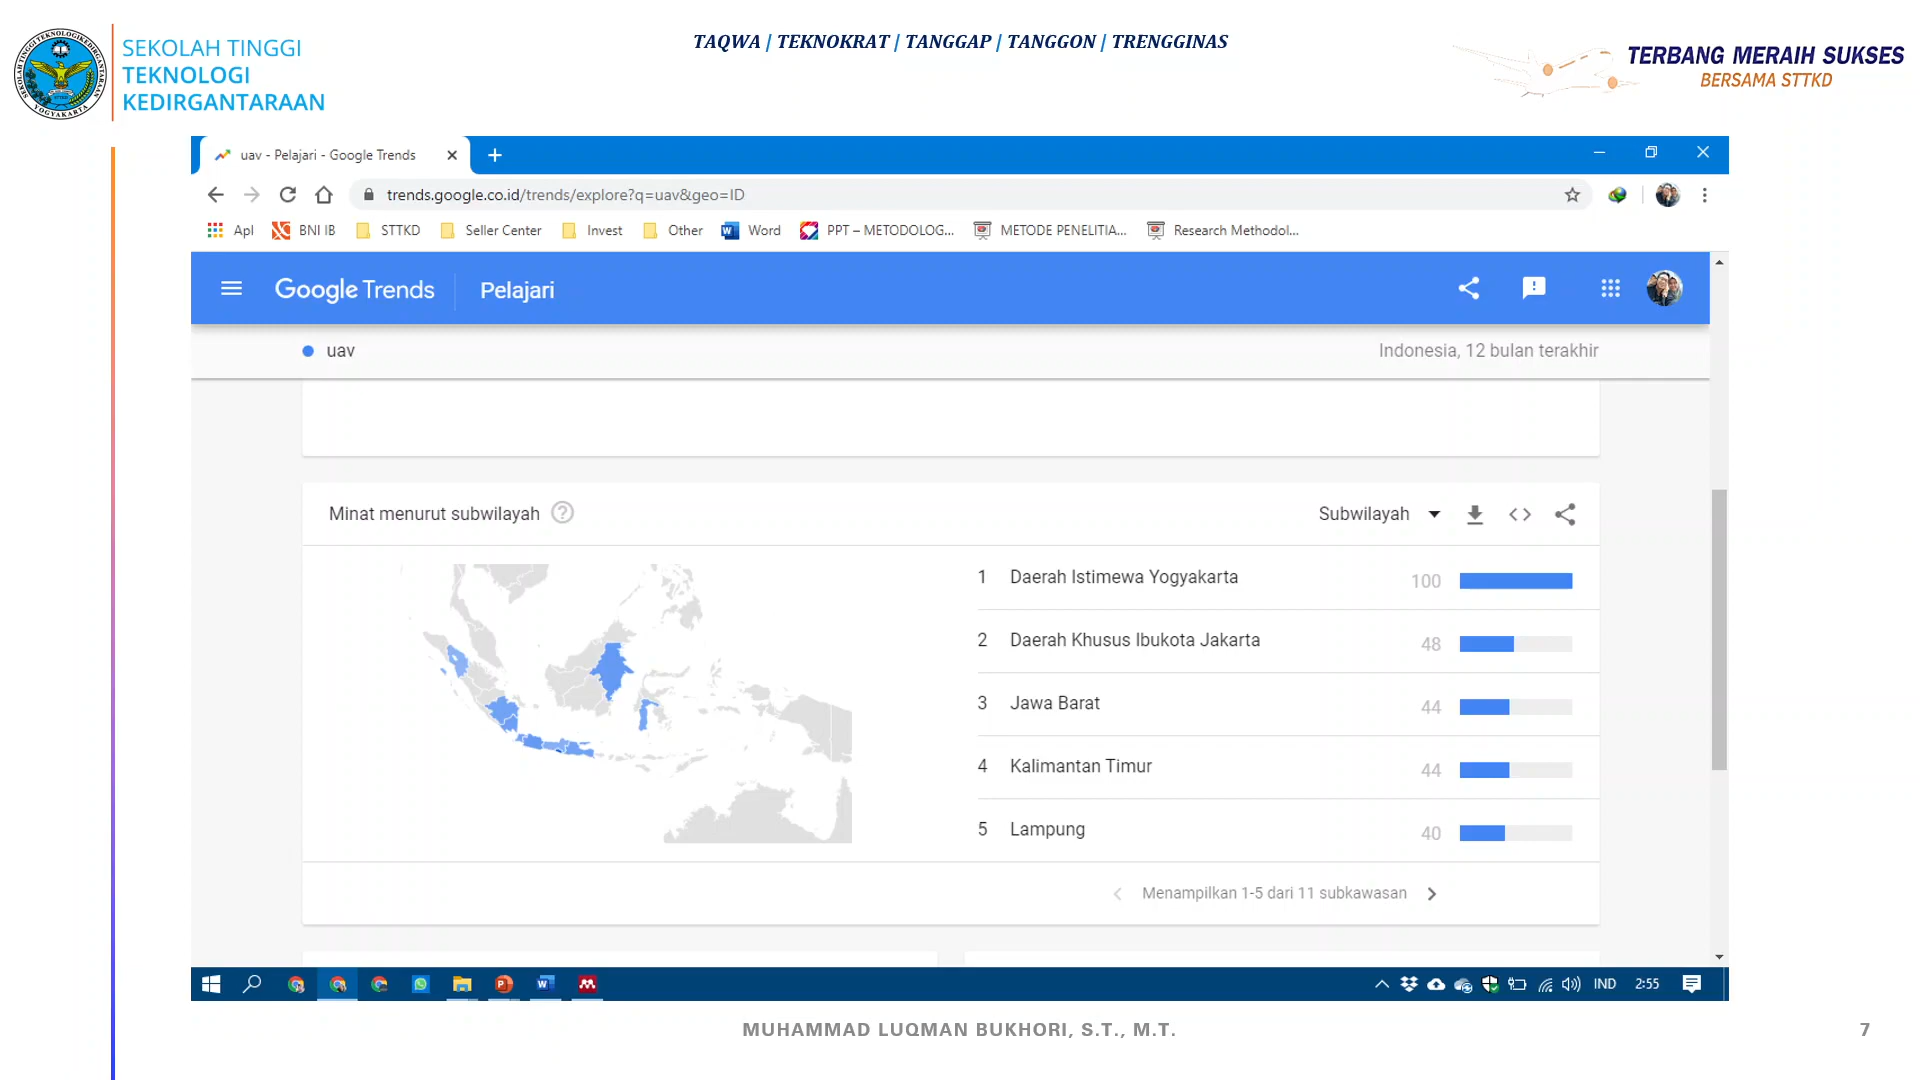 SEKOLAH TINGGI
TEKNOLOGI
KEDIRGANTARAAN
TAQWA | TEKNOKRAT | TANGGAP | TANGGON | TRENGGINAS
TERBANG MERAIH SUKSES
BERSAMA STTKD
uav - Pelajari - Google Trends
trends.google.co.id/trends/explore?q=uav&geo=ID
Apl
BNI IB
STTKD
Seller Center
Invest
Other
Word
PPT – METODOLOG...
METODE PENELITIA...
Research Methodol...
Google Trends
Pelajari
uav
Indonesia, 12 bulan terakhir
Minat menurut subwilayah
Subwilayah
1 Daerah Istimewa Yogyakarta 100
2 Daerah Khusus Ibukota Jakarta 48
3 Jawa Barat 44
4 Kalimantan Timur 44
5 Lampung 40
Menampilkan 1-5 dari 11 subkawasan
IND
2:55
MUHAMMAD LUQMAN BUKHORI, S.T., M.T.
7